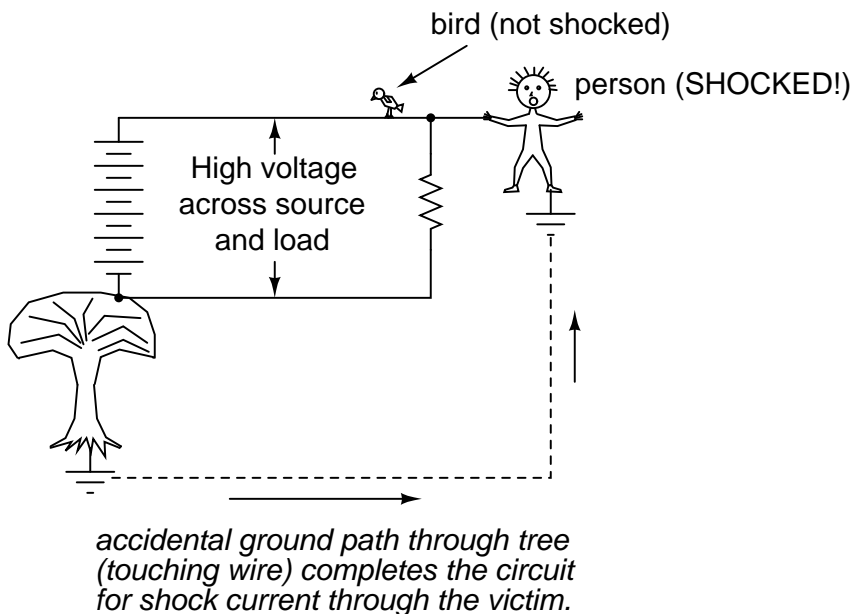 bird (not shocked)
person (SHOCKED!)
High voltage
across source
and load
accidental ground path through tree
(touching wire) completes the circuit
for shock current through the victim.